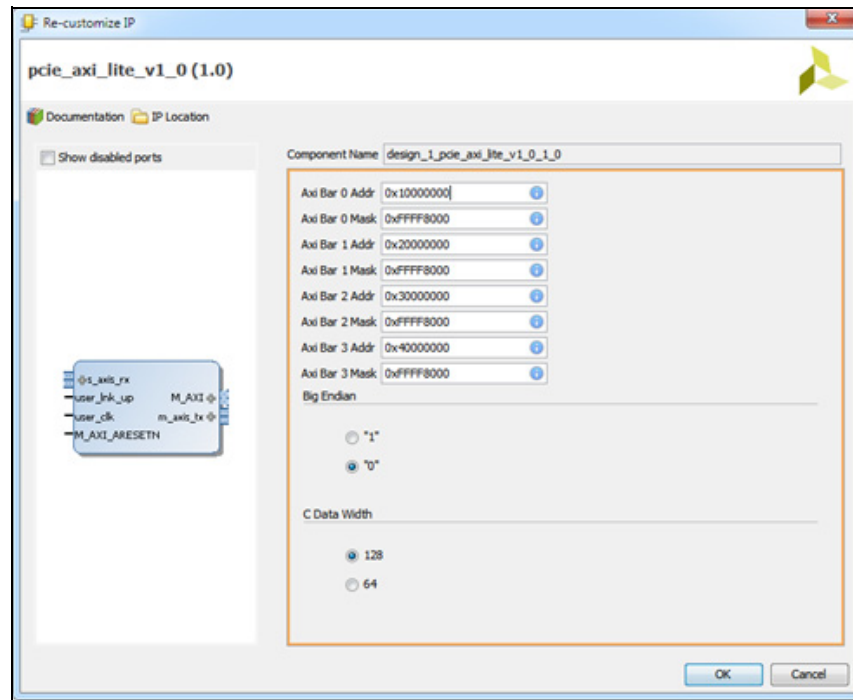 Re-customize IP
pcie_axi_lite_v1_0 (1.0)
Documentation IP Location
Show disabled ports
Component Name design_1_pcie_axi_lite_v1_0_1_0
Axi Bar 0 Addr 0x10000000
Axi Bar 0 Mask 0xFFFF8000
Axi Bar 1 Addr 0x20000000
Axi Bar 1 Mask 0xFFFF8000
Axi Bar 2 Addr 0x30000000
Axi Bar 2 Mask 0xFFFF8000
Axi Bar 3 Addr 0x40000000
Axi Bar 3 Mask 0xFFFF8000
Big Endian
"1"
"0"
C Data Width
128
64
s_axis_rx
user_lnk_up M_AXI
user_clk m_axis_tx
M_AXI_ARESETN
OK Cancel